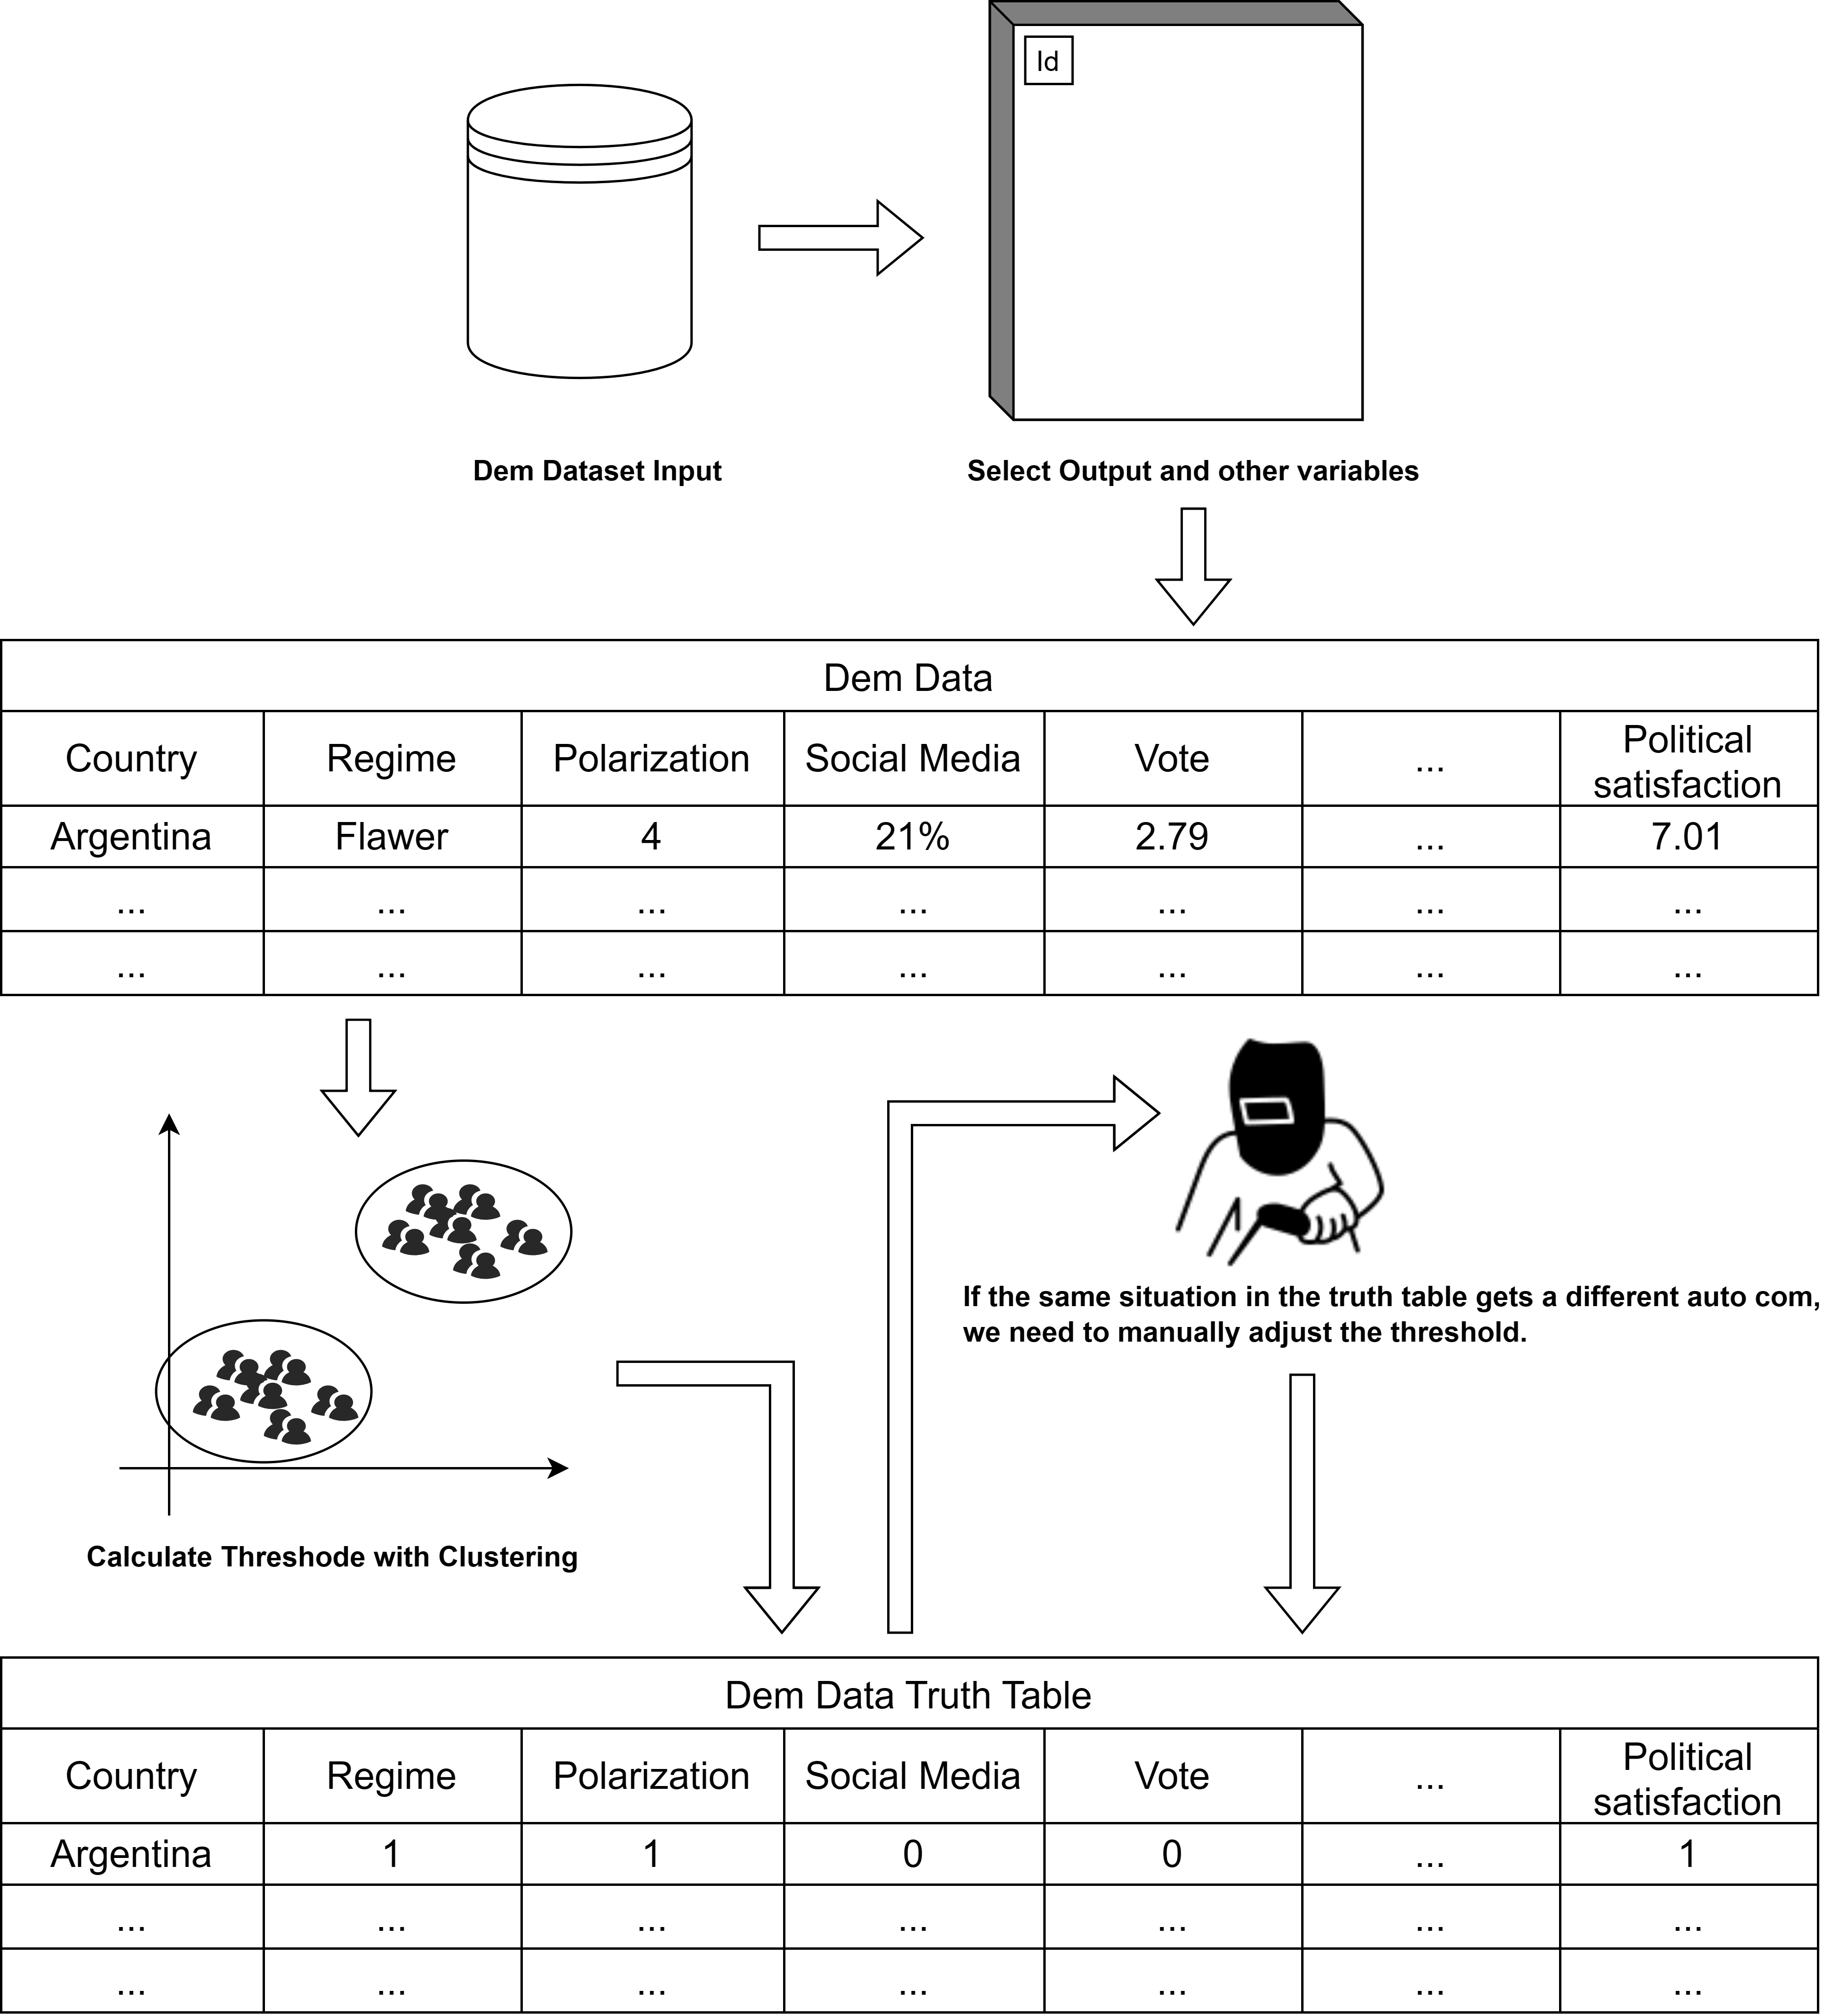 Id
Dem Dataset Input
Select Output and other variables
Dem Data
Country Regime Polarization Social Media Vote ... Political satisfaction
Argentina Flawer 4 21% 2.79 ... 7.01
... ... ... ... ... ... ...
... ... ... ... ... ... ...
If the same situation in the truth table gets a different auto com,
we need to manually adjust the threshold.
Calculate Threshode with Clustering
Dem Data Truth Table
Country Regime Polarization Social Media Vote ... Political satisfaction
Argentina 1 1 0 0 ... 1
... ... ... ... ... ... ...
... ... ... ... ... ... ...